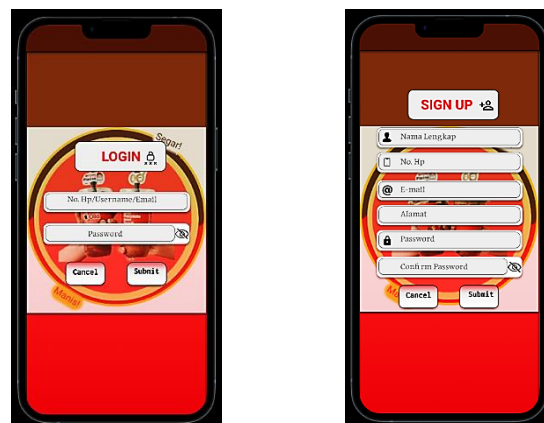 Segar!
LOGIN
No. Hp/Username/Email
Password
Cancel
Submit
Manis!
SIGN UP
Nama Lengkap
No. Hp
E-mail
Alamat
Password
Confirm Password
Cancel
Submit